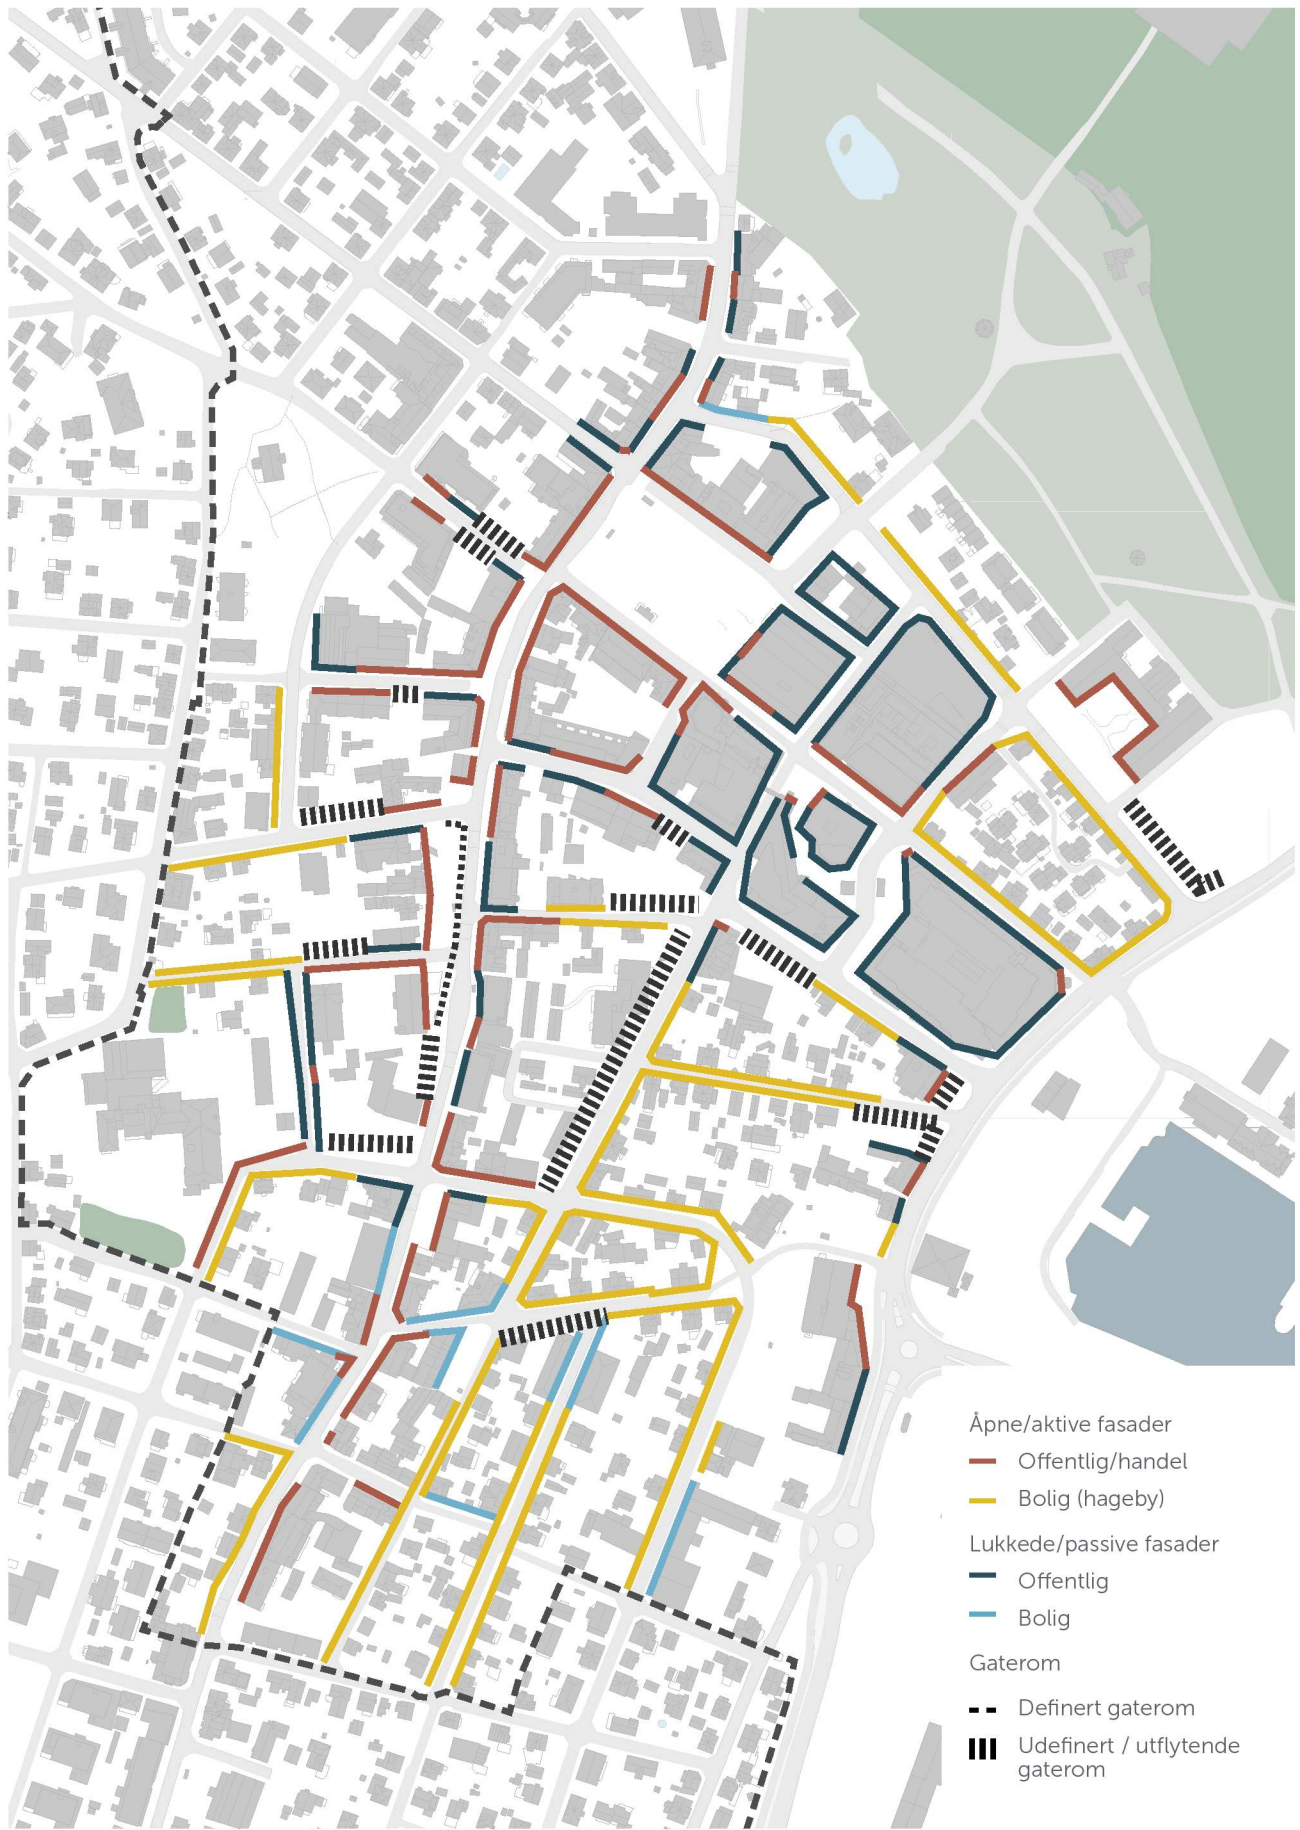 Åpne/aktive fasader
Offentlig/handel
Bolig (hageby)
Lukkede/passive fasader
Offentlig
Bolig
Gaterom
Definert gaterom
Udefinert / utflytende
gaterom